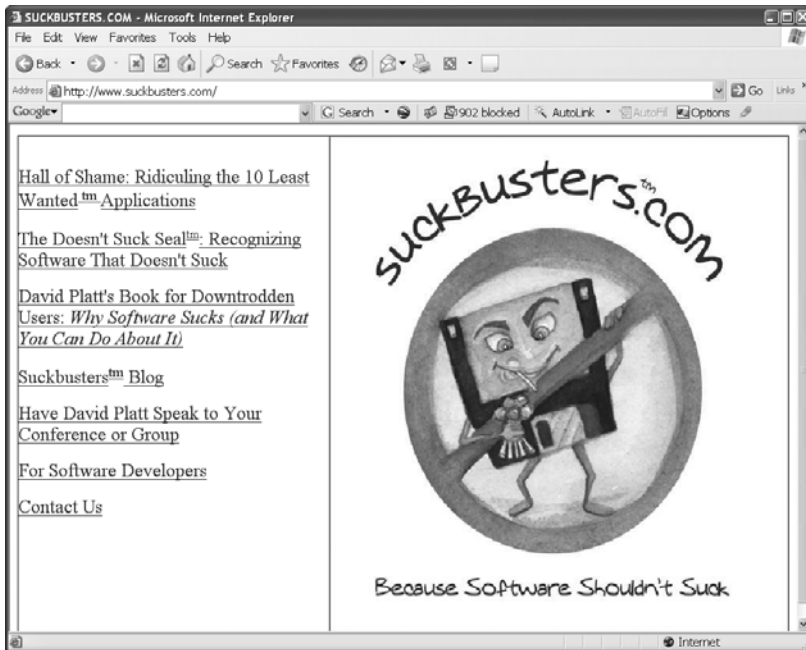 SUCKBUSTERS.COM - Microsoft Internet Explorer
File Edit View Favorites Tools Help
Back Search Favorites
Address http://www.suckbusters.com/ Go Links »
Google Search 1902 blocked AutoLink AutoFill Options
Hall of Shame: Ridiculing the 10 Least
Wanted tm Applications
The Doesn't Suck Seal tm: Recognizing
Software That Doesn't Suck
David Platt's Book for Downtrodden
Users: Why Software Sucks (and What
You Can Do About It)
Suckbusters tm Blog
Have David Platt Speak to Your
Conference or Group
For Software Developers
Contact Us
suckBusters.com tm
Because Software Shouldn't Suck
Internet